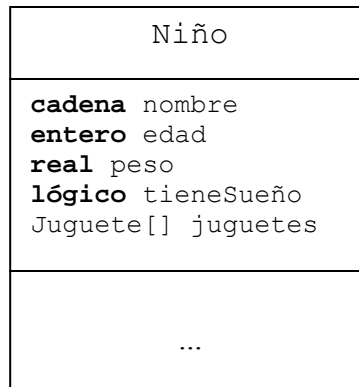 Niño
cadena nombre
entero edad
real peso
lógico tieneSueño
Juguete[] juguetes
…